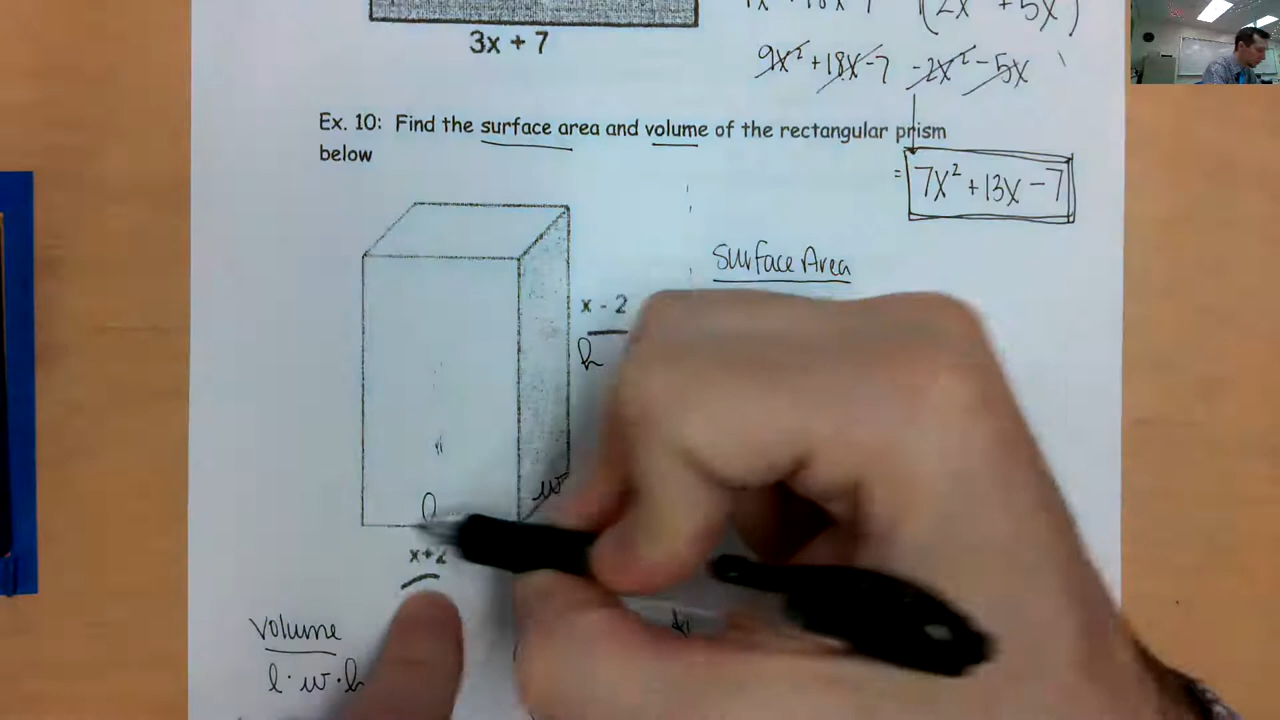 3x + 7
9x² + 18x - 7 - 2x² - 5x
Ex. 10: Find the surface area and volume of the rectangular prism
below
= 7x² + 13x - 7
Surface Area
x - 2
h
w
l
x+2
Volume
l · w · h